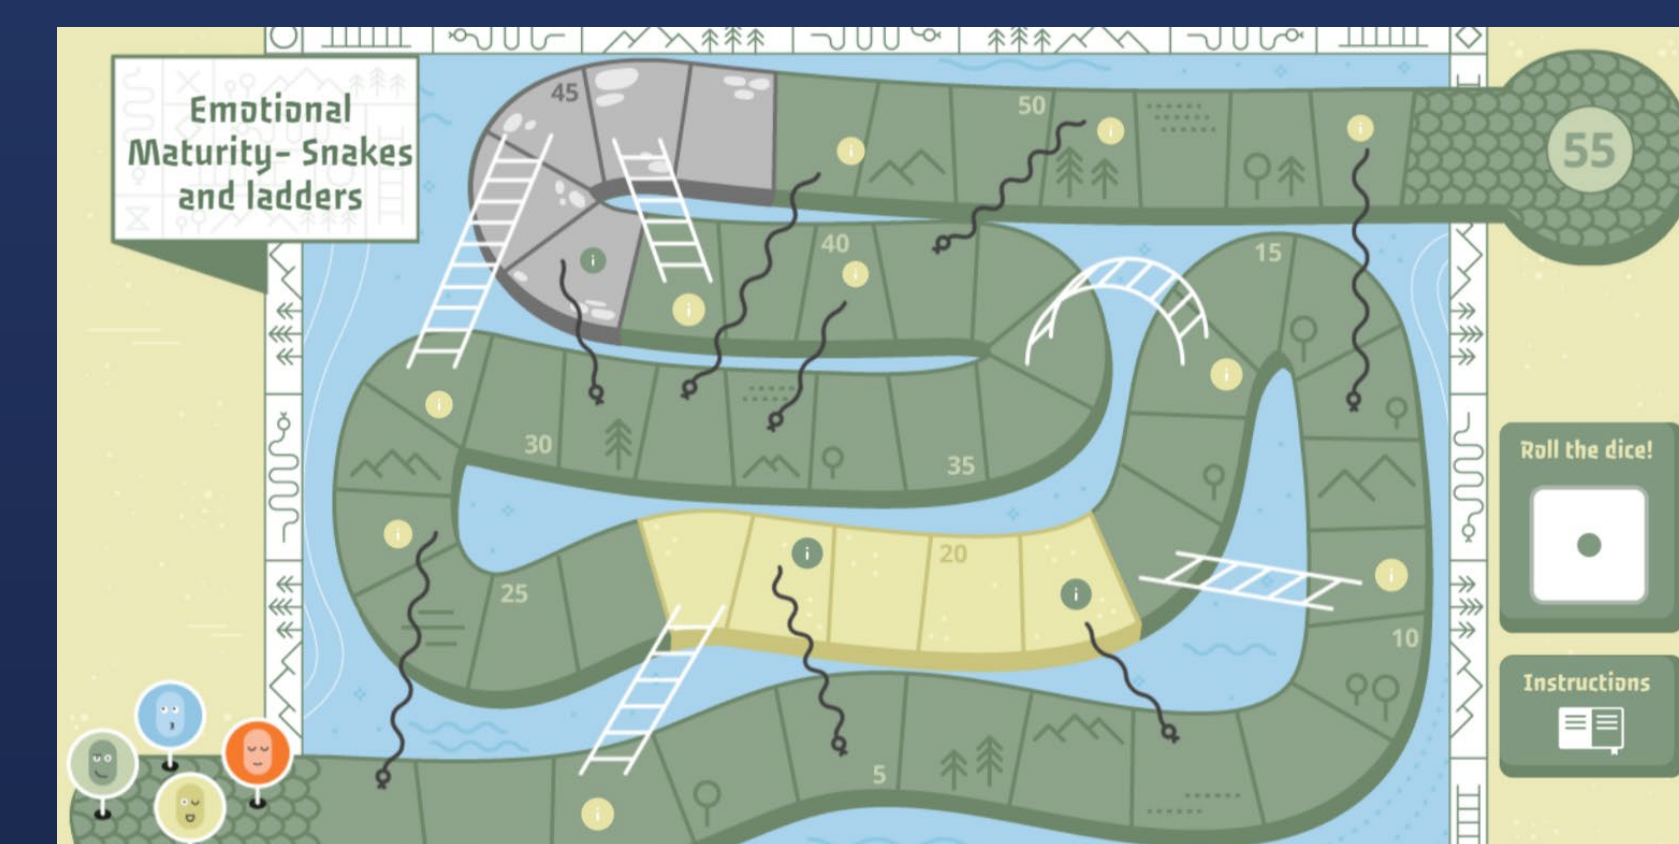 Emotional
Maturity- Snakes
and ladders
45
50
55
40
15
30
35
20
25
10
5
Roll the dice!
Instructions
i
i
i
i
i
i
i
i
i
i
i
i
i